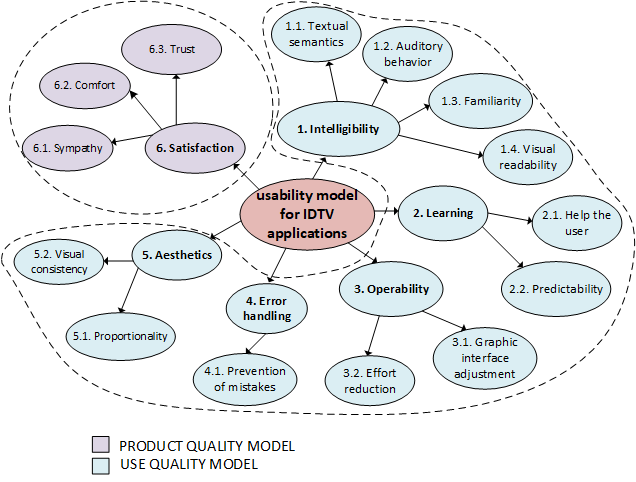 1.1. Textual
semantics
1.2. Auditory
behavior
6.3. Trust
6.2. Comfort
1.3. Familiarity
1. Intelligibility
6.1. Sympathy
6. Satisfaction
1.4. Visual
readability
usability model
for IDTV
applications
2. Learning
2.1. Help the
user
5.2. Visual
consistency
5. Aesthetics
3. Operability
2.2. Predictability
4. Error
handling
5.1. Proportionality
3.1. Graphic
interface
adjustment
4.1. Prevention
of mistakes
3.2. Effort
reduction
PRODUCT QUALITY MODEL
USE QUALITY MODEL